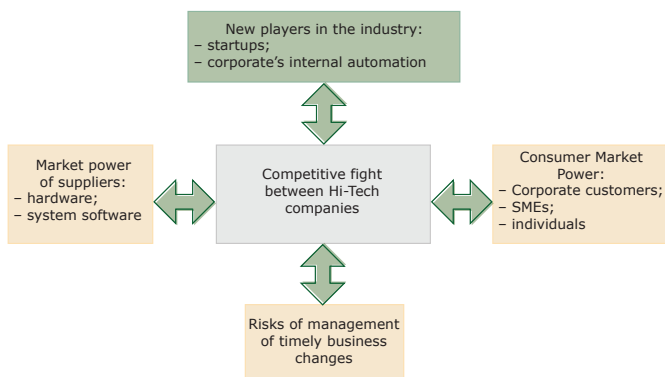 New players in the industry:
– startups;
– corporate's internal automation
Market power
of suppliers:
– hardware;
– system software
Competitive fight
between Hi-Tech
companies
Consumer Market
Power:
– Corporate customers;
– SMEs;
– individuals
Risks of management
of timely business
changes